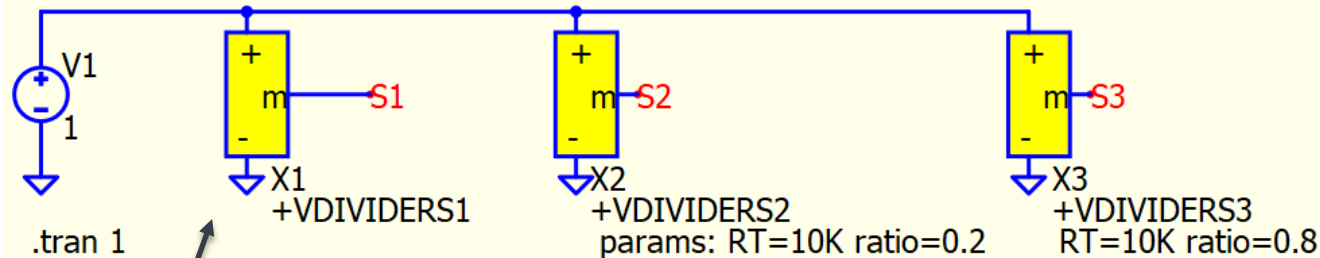 V1
1
.tran 1
+
m
-
S1
X1
+VDIVIDERS1
+
m
-
S2
X2
+VDIVIDERS2
params: RT=10K ratio=0.2
+
m
-
S3
X3
+VDIVIDERS3
RT=10K ratio=0.8